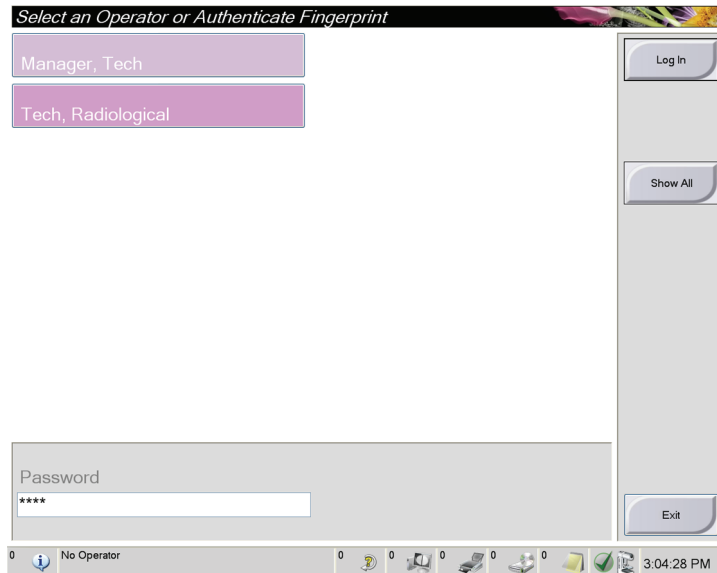 Select an Operator or Authenticate Fingerprint
Manager, Tech
Log In
Tech, Radiological
Show All
Password
****
Exit
0
No Operator
0
0
0
0
0
3:04:28 PM